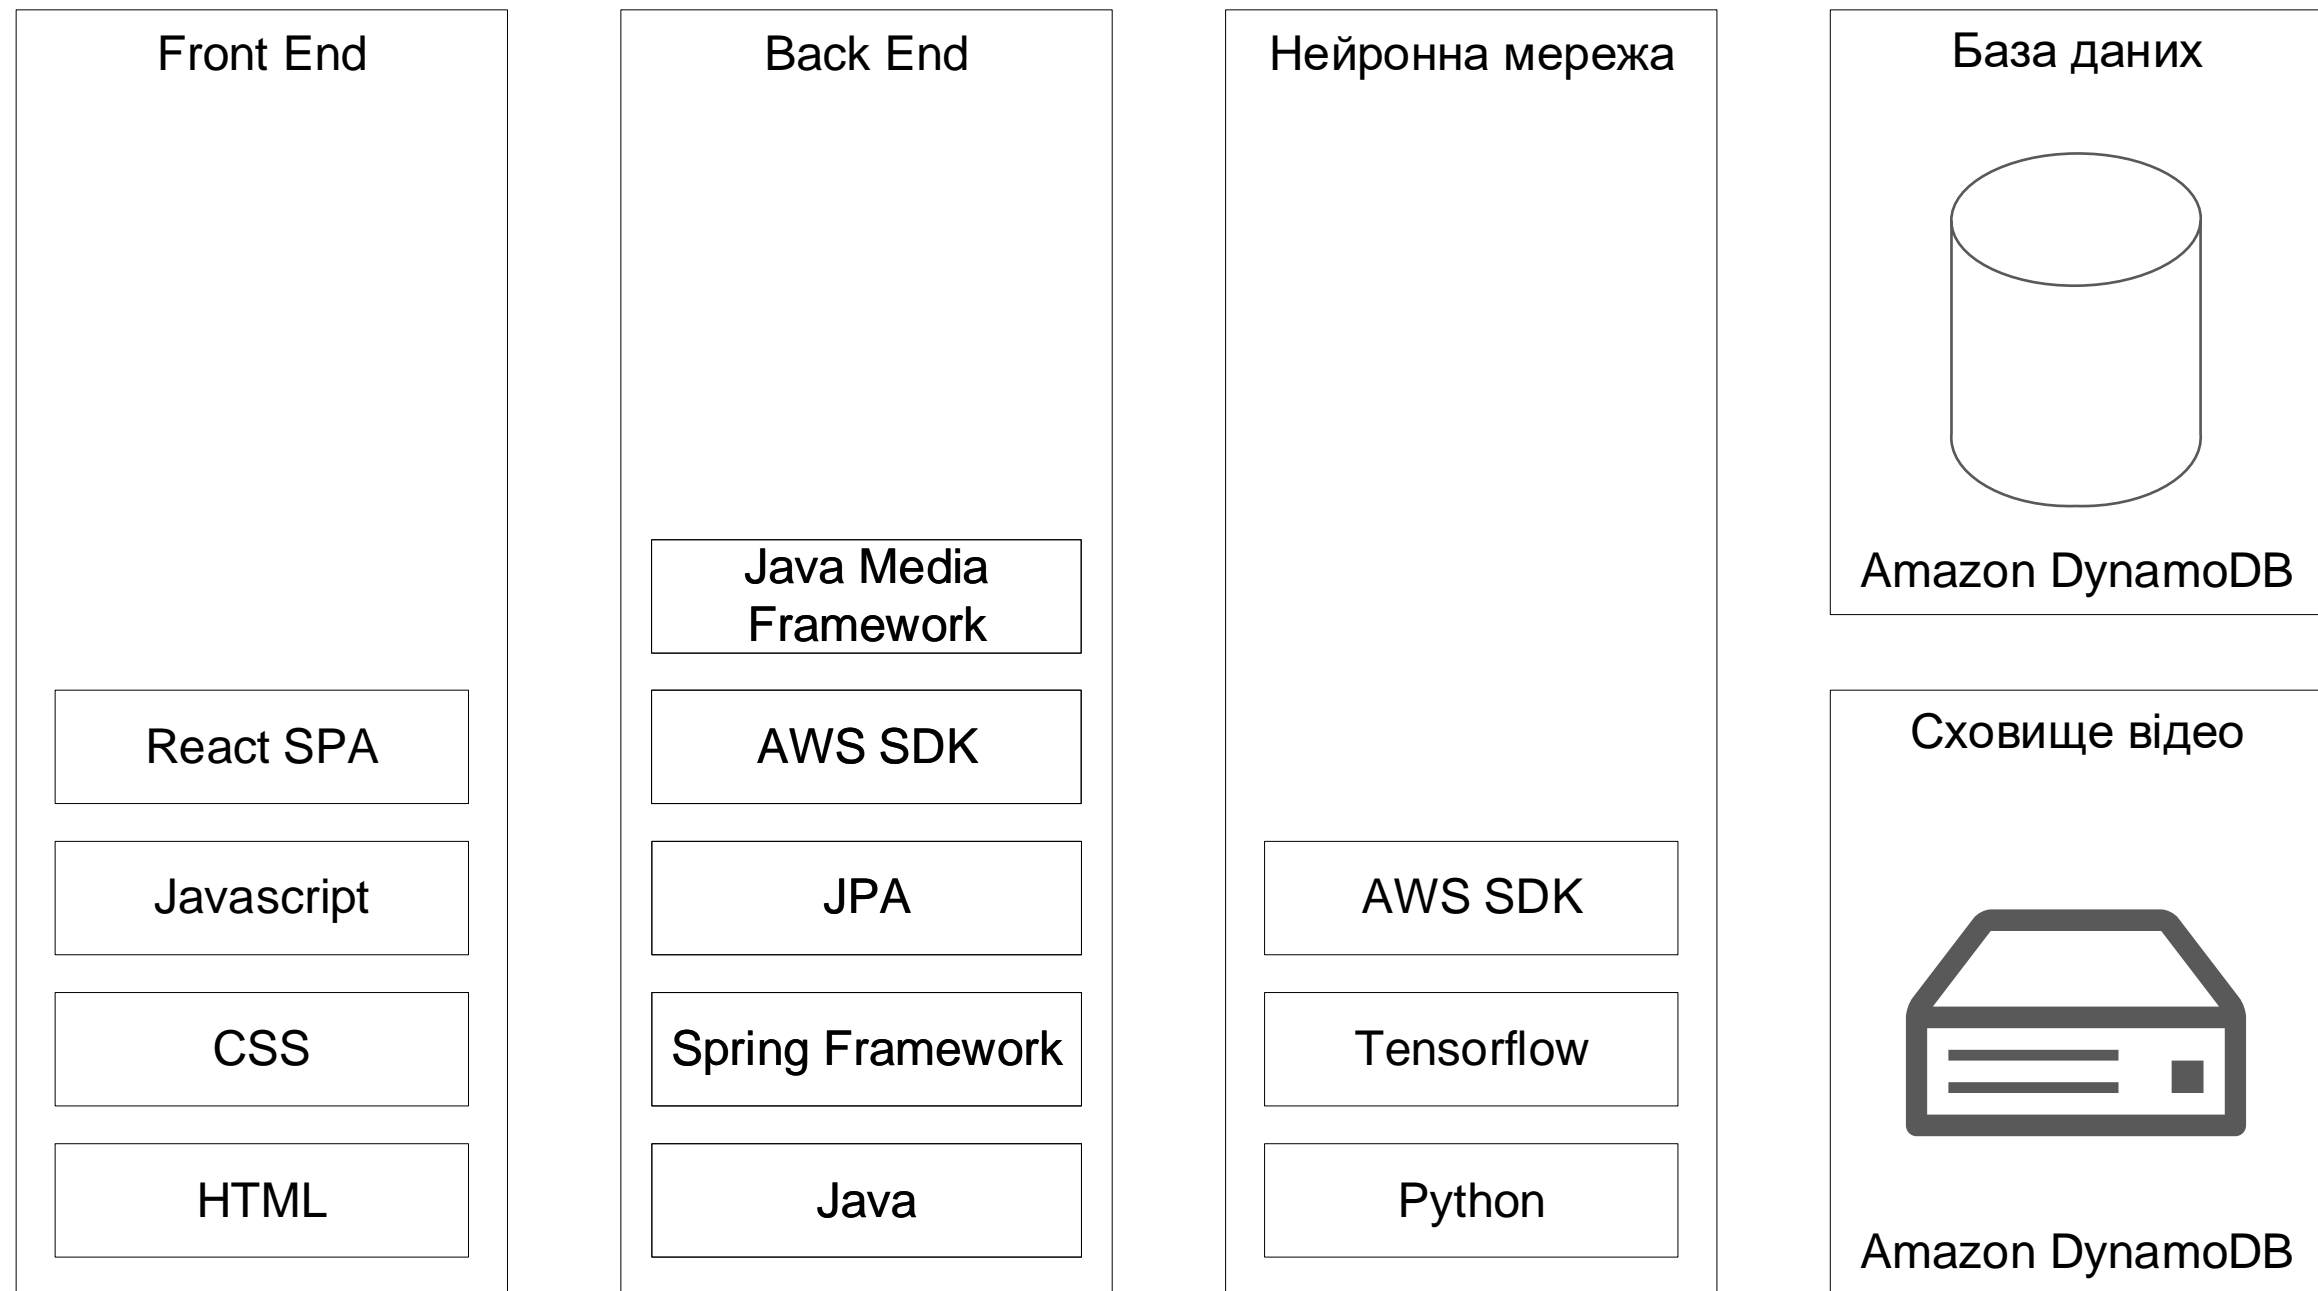 Front End
React SPA
Javascript
CSS
HTML
Back End
Java Media
Framework
AWS SDK
JPA
Spring Framework
Java
Нейронна мережа
AWS SDK
Tensorflow
Python
База даних
Amazon DynamoDB
Сховище відео
Amazon DynamoDB